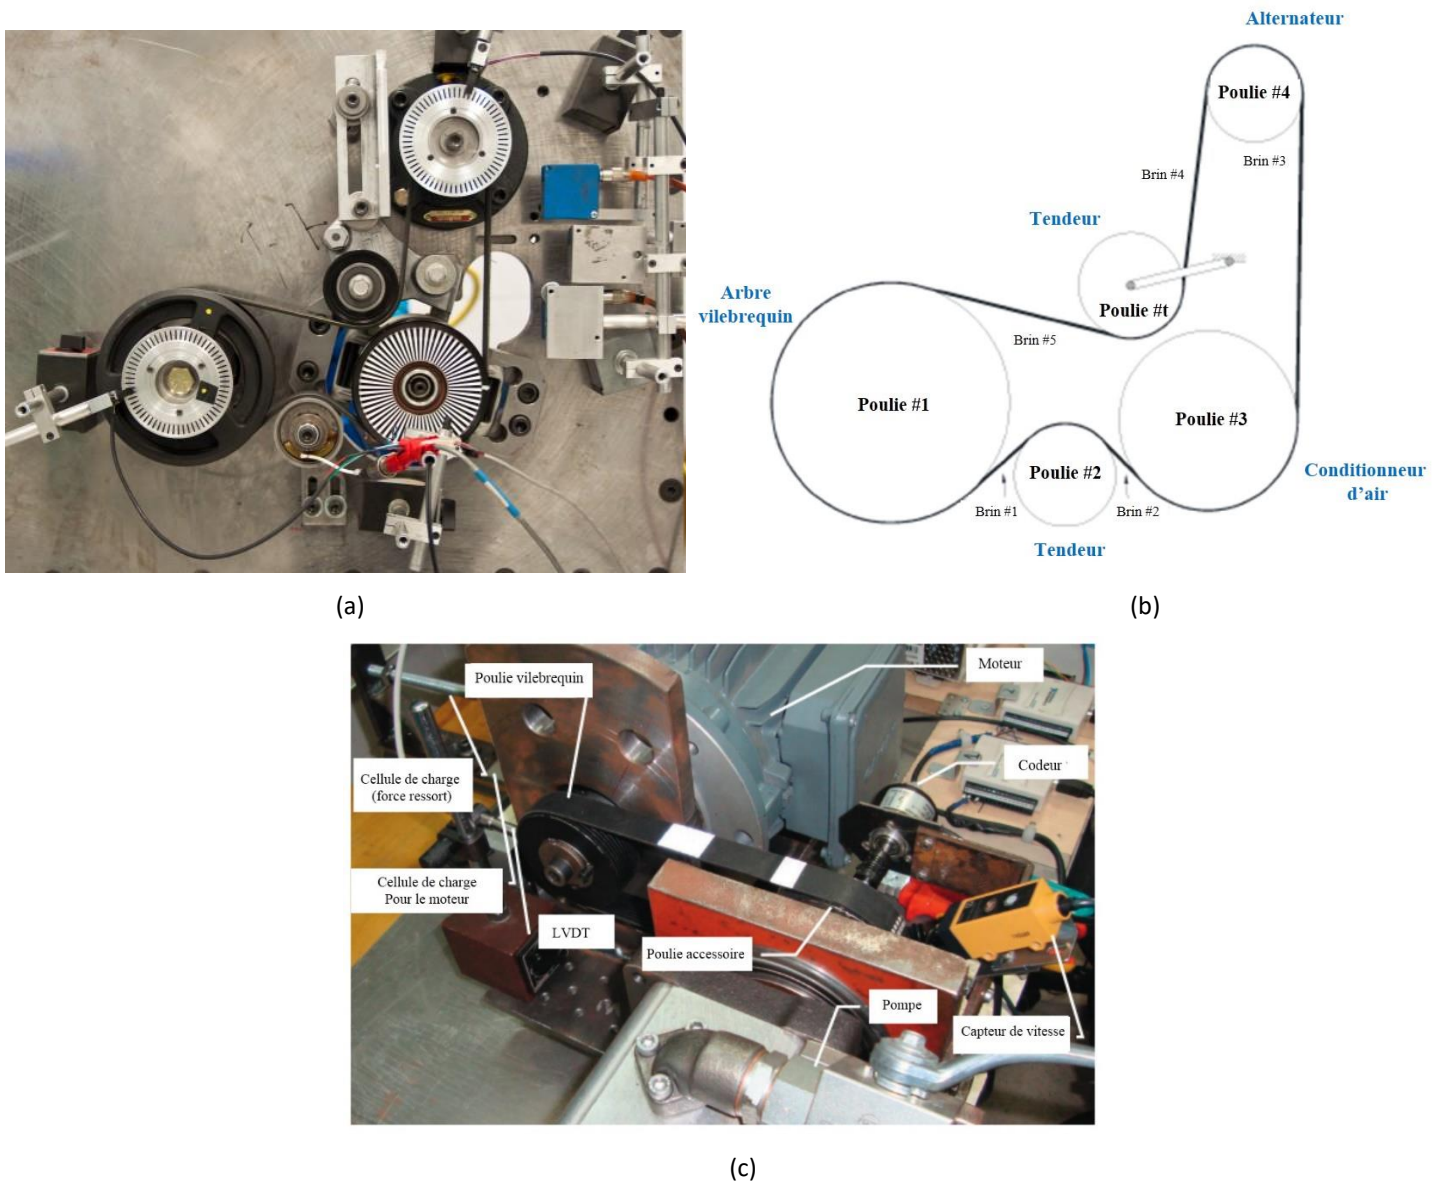 Alternateur
Poulie #4
Brin #3
Brin #4
Tendeur
Arbre
vilebrequin
Poulie #t
Brin #5
Poulie #1
Poulie #3
Poulie #2
Conditionneur
d'air
Brin #1
Brin #2
Tendeur
(a)
(b)
Poulie vilebrequin
Moteur
Cellule de charge
(force ressort)
Codeur
Cellule de charge
Pour le moteur
LVDT
Poulie accessoire
Pompe
Capteur de vitesse
(c)